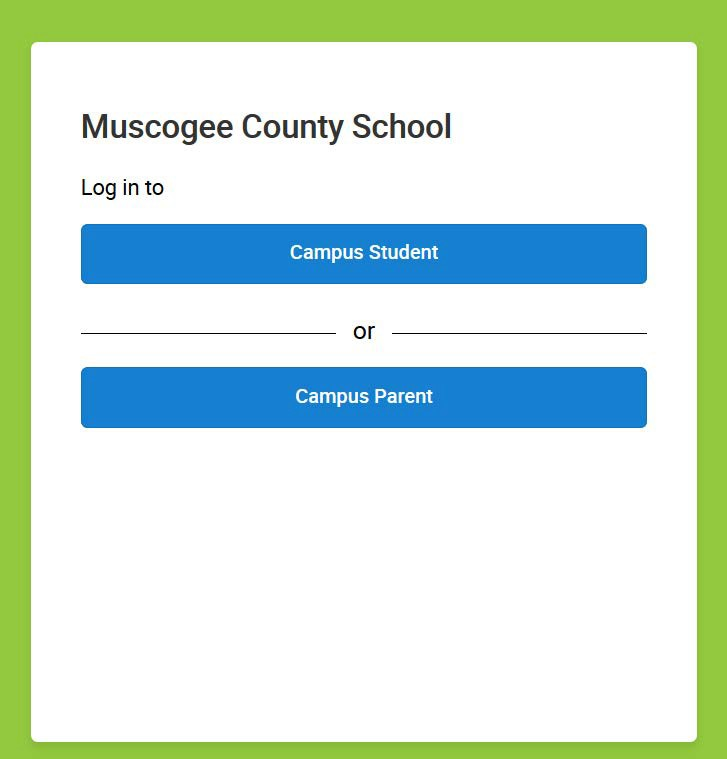 Muscogee County School
Log in to
Campus Student
or
Campus Parent